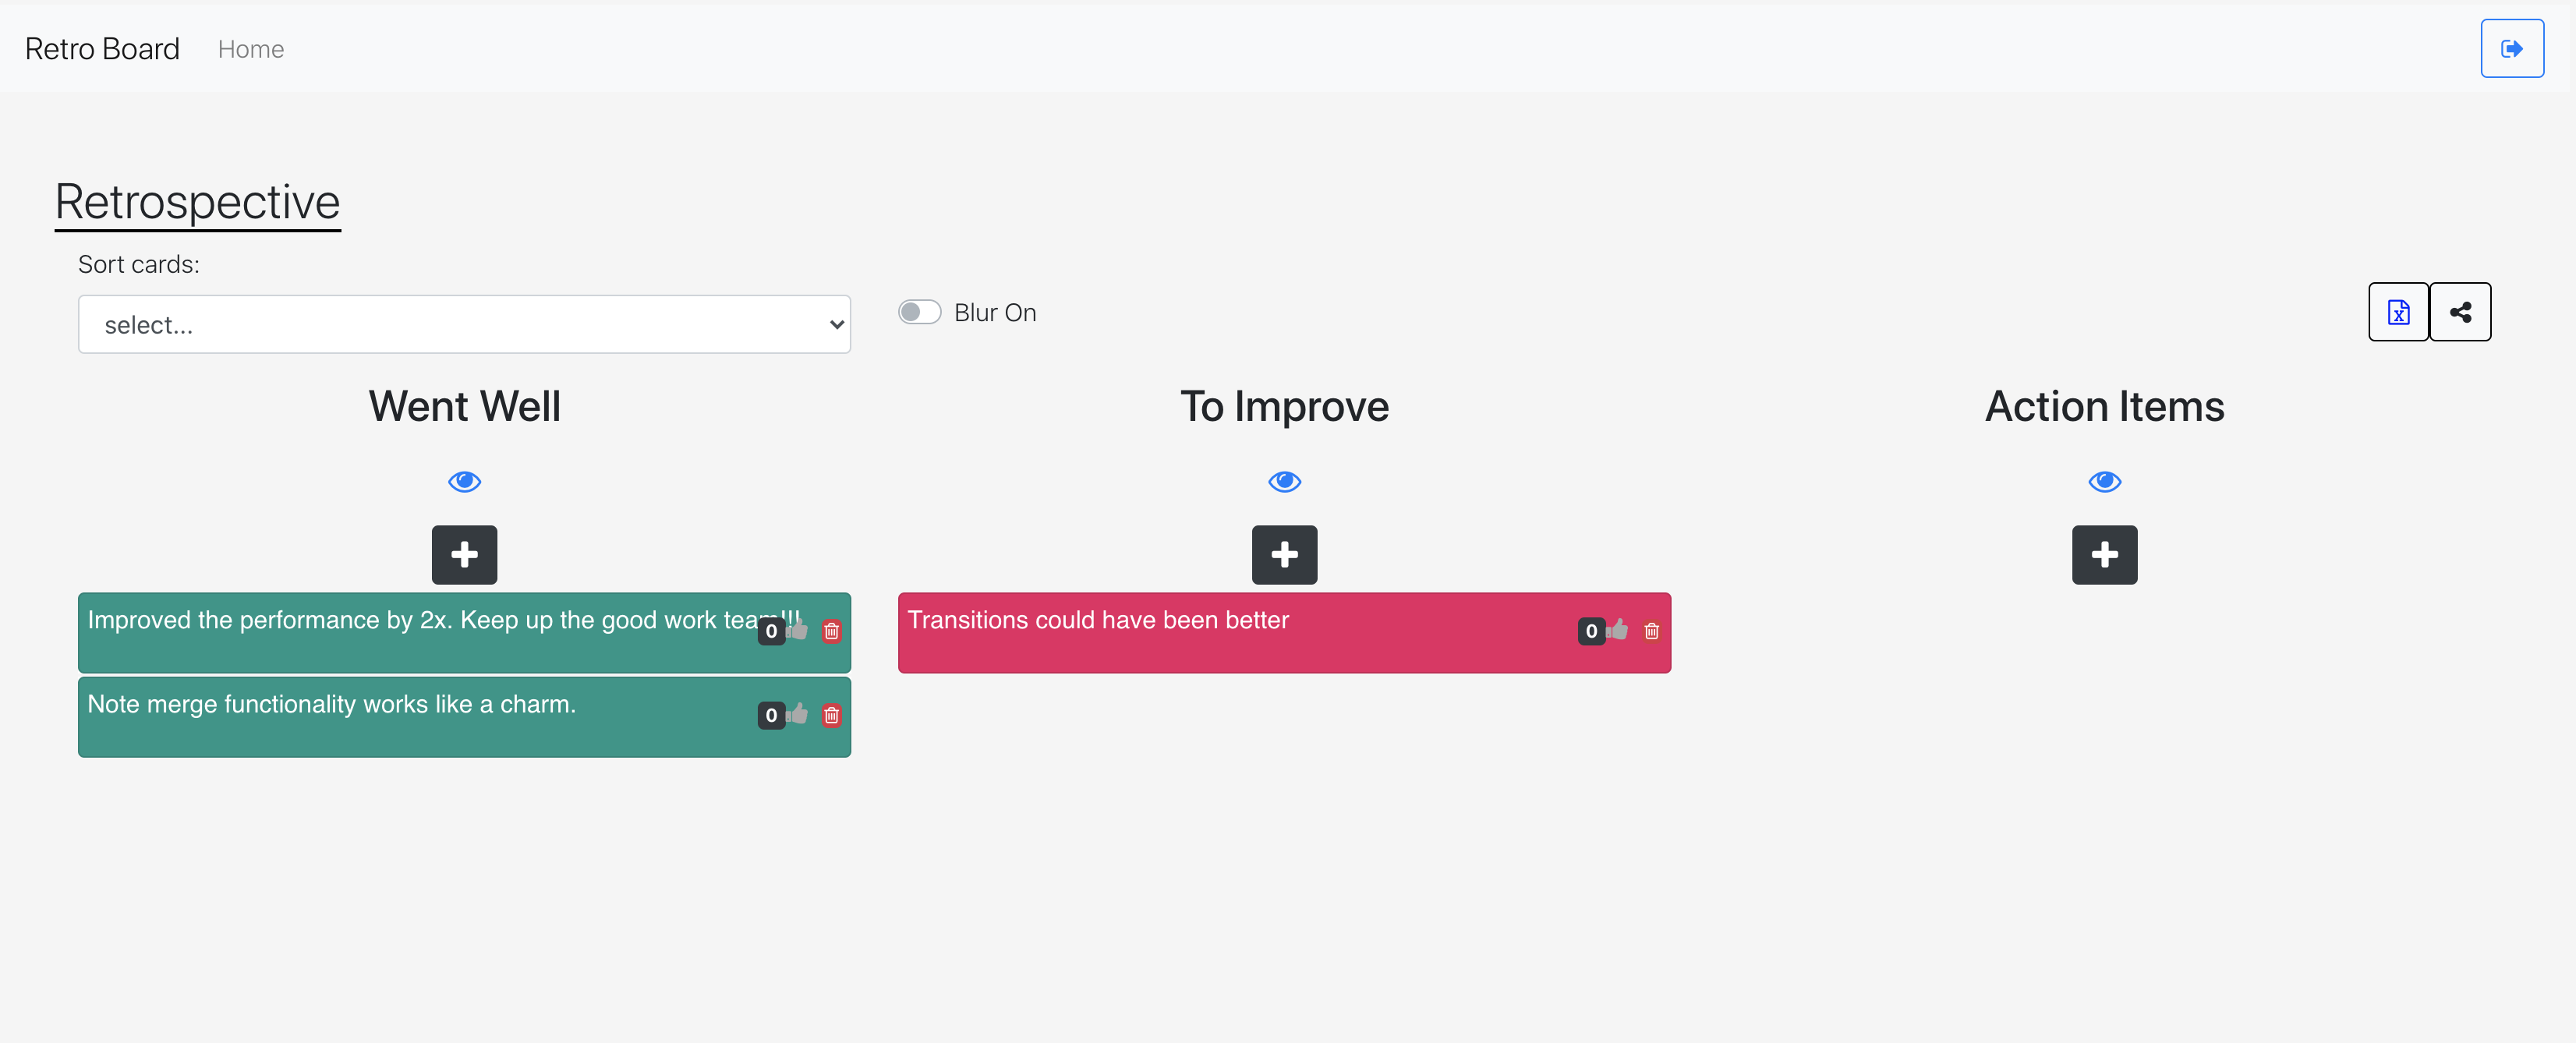 Retro Board Home
Retrospective
Sort cards:
select...
Blur On
Went Well
To Improve
Action Items
Improved the performance by 2x. Keep up the good work team!!!
0
Transitions could have been better
0
Note merge functionality works like a charm.
0